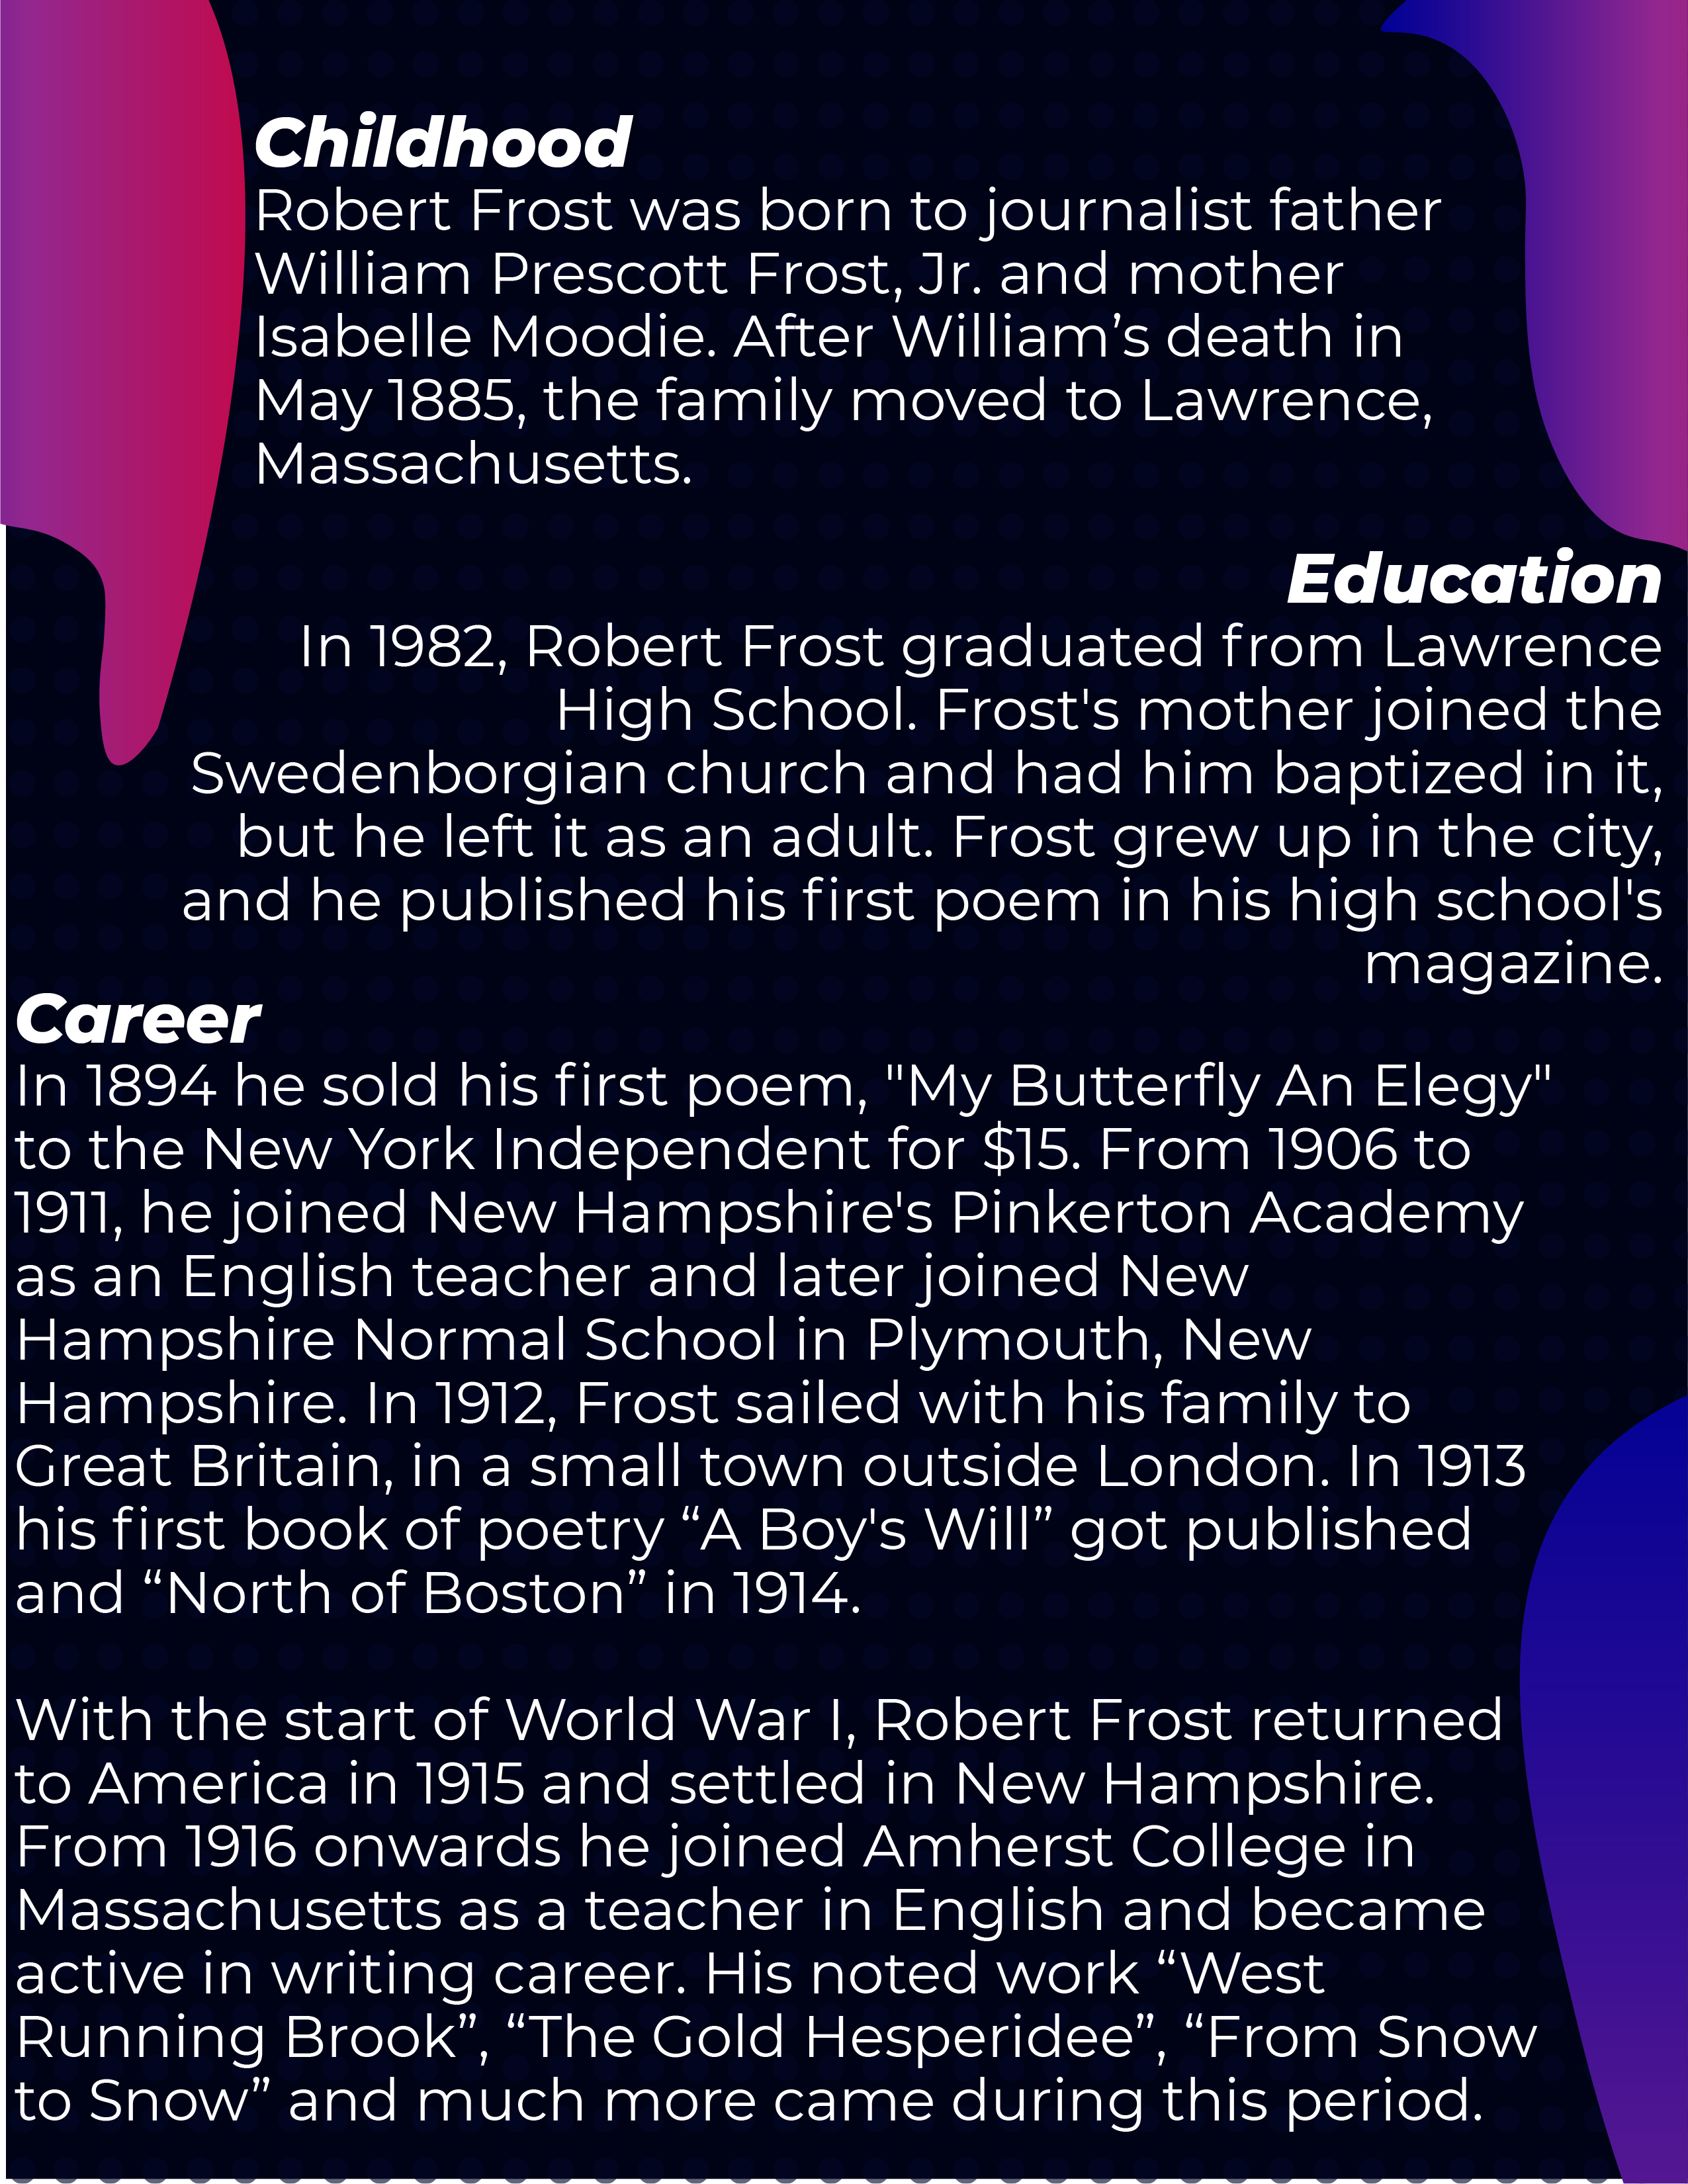 Childhood
Robert Frost was born to journalist father
William Prescott Frost, Jr. and mother
Isabelle Moodie. After William’s death in
May 1885, the family moved to Lawrence,
Massachusetts.
Education
In 1982, Robert Frost graduated from Lawrence
High School. Frost's mother joined the
Swedenborgian church and had him baptized in it,
but he left it as an adult. Frost grew up in the city,
and he published his first poem in his high school's
magazine.
Career
In 1894 he sold his first poem, "My Butterfly An Elegy"
to the New York Independent for $15. From 1906 to
1911, he joined New Hampshire's Pinkerton Academy
as an English teacher and later joined New
Hampshire Normal School in Plymouth, New
Hampshire. In 1912, Frost sailed with his family to
Great Britain, in a small town outside London. In 1913
his first book of poetry “A Boy's Will” got published
and “North of Boston” in 1914.
With the start of World War I, Robert Frost returned
to America in 1915 and settled in New Hampshire.
From 1916 onwards he joined Amherst College in
Massachusetts as a teacher in English and became
active in writing career. His noted work “West
Running Brook”, “The Gold Hesperidee”, “From Snow
to Snow” and much more came during this period.